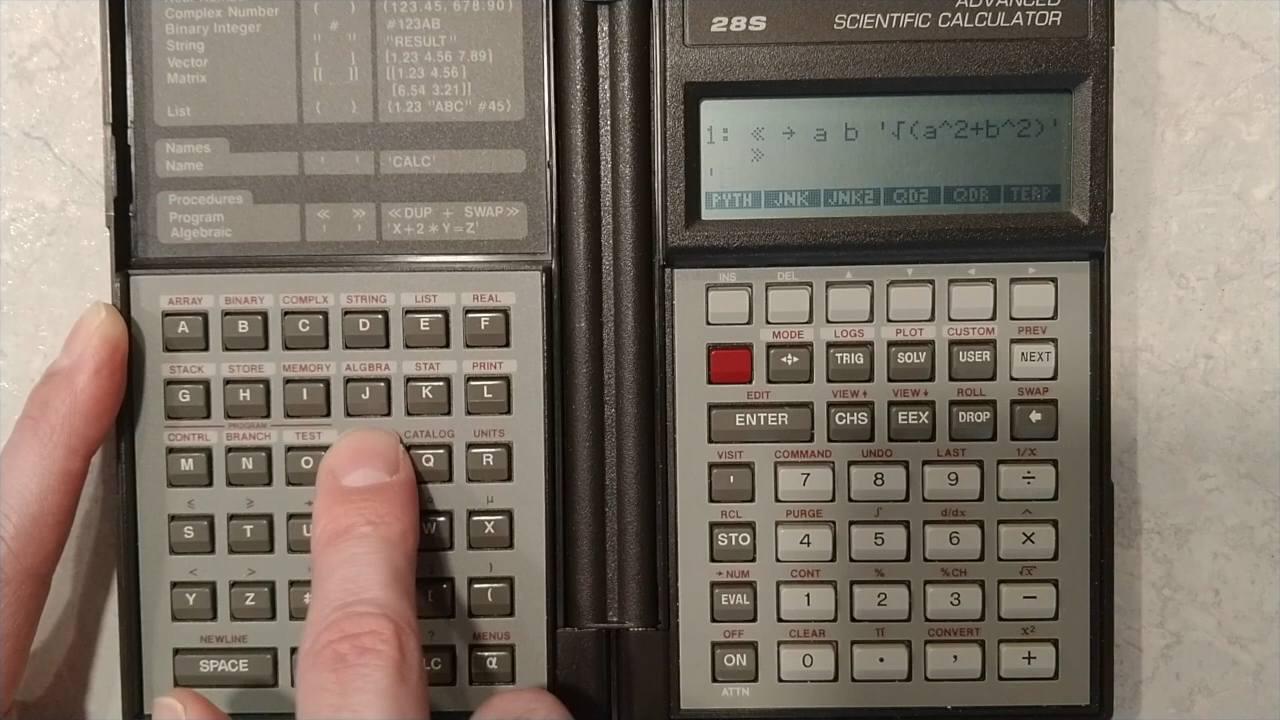 Complex Number ( ) (123.45, 678.90)
Binary Integer # #123AB
String " " "RESULT"
Vector [ ] [1.23 4.56 7.89]
Matrix [[ ]] [[1.23 4.56]
[6.54 3.21]]
List { } {1.23 "ABC" #45}
Names
Name ' ' 'CALC'
Procedures
Program « » «DUP + SWAP»
Algebraic ' ' 'X+2*Y=Z'
28S
ADVANCED
SCIENTIFIC CALCULATOR
1: « → a b '√(a^2+b^2)'
»
'
PYTH JNK JNK2 QD2 QDR TERP
ARRAY BINARY COMPLX STRING LIST REAL
A B C D E F
STACK STORE MEMORY ALGBRA STAT PRINT
G H I J K L
PROGRAM
CONTRL BRANCH TEST CATALOG UNITS
M N O Q R
≤ ≥ μ
S T U W X
< > )
Y Z # [ (
NEWLINE ? MENUS
SPACE LC α
INS DEL ▲ ▼ ◄ ►
MODE LOGS PLOT CUSTOM PREV
TRIG SOLV USER NEXT
EDIT VIEW↑ VIEW↓ ROLL SWAP
ENTER CHS EEX DROP ←
VISIT COMMAND UNDO LAST 1/x
' 7 8 9 ÷
RCL PURGE ∫ d/dx ^
STO 4 5 6 ×
→NUM CONT % %CH √x
EVAL 1 2 3 −
OFF CLEAR π CONVERT x²
ON 0 . , +
ATTN